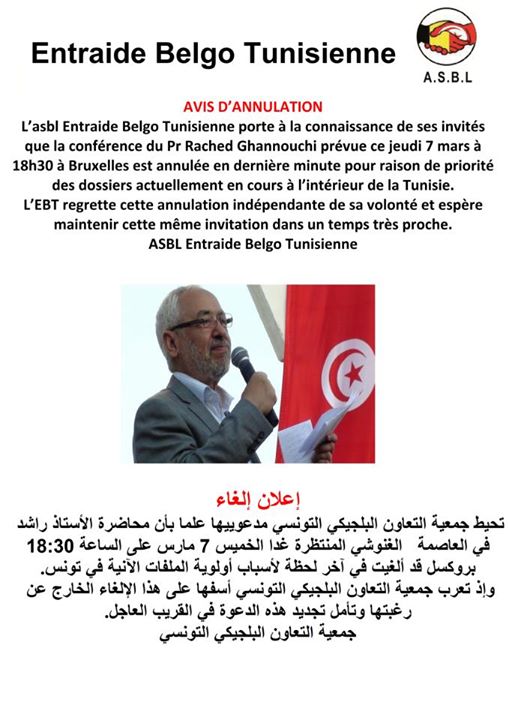 Entraide Belgo Tunisienne
A.S.B.L
AVIS D’ANNULATION
L’asbl Entraide Belgo Tunisienne porte à la connaissance de ses invités
que la conférence du Pr Rached Ghannouchi prévue ce jeudi 7 mars à
18h30 à Bruxelles est annulée en dernière minute pour raison de priorité
des dossiers actuellement en cours à l’intérieur de la Tunisie.
L’EBT regrette cette annulation indépendante de sa volonté et espère
maintenir cette même invitation dans un temps très proche.
ASBL Entraide Belgo Tunisienne
إعلان إلغاء
تحيط جمعية التعاون البلجيكي التونسي مدعوييها علما بأن محاضرة الأستاذ راشد
الغنوشي المنتظرة غدا الخميس 7 مارس على الساعة 18:30 في العاصمة
بروكسل قد ألغيت في آخر لحظة لأسباب أولوية الملفات الآنية في تونس.
وإذ تعرب جمعية التعاون البلجيكي التونسي أسفها على هذا الإلغاء الخارج عن
رغبتها وتأمل تجديد هذه الدعوة في القريب العاجل.
جمعية التعاون البلجيكي التونسي